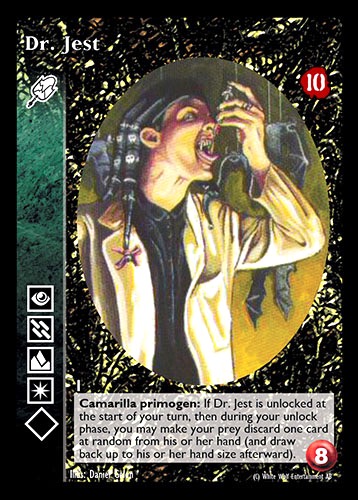 Dr. Jest
10
Camarilla primogen: If Dr. Jest is unlocked at
the start of your turn, then during your unlock
phase, you may make your prey discard one card
at random from his or her hand (and draw
back up to his or her hand size afterward).
8
Illus: Daniel
(C) White Wolf Entertainment AB